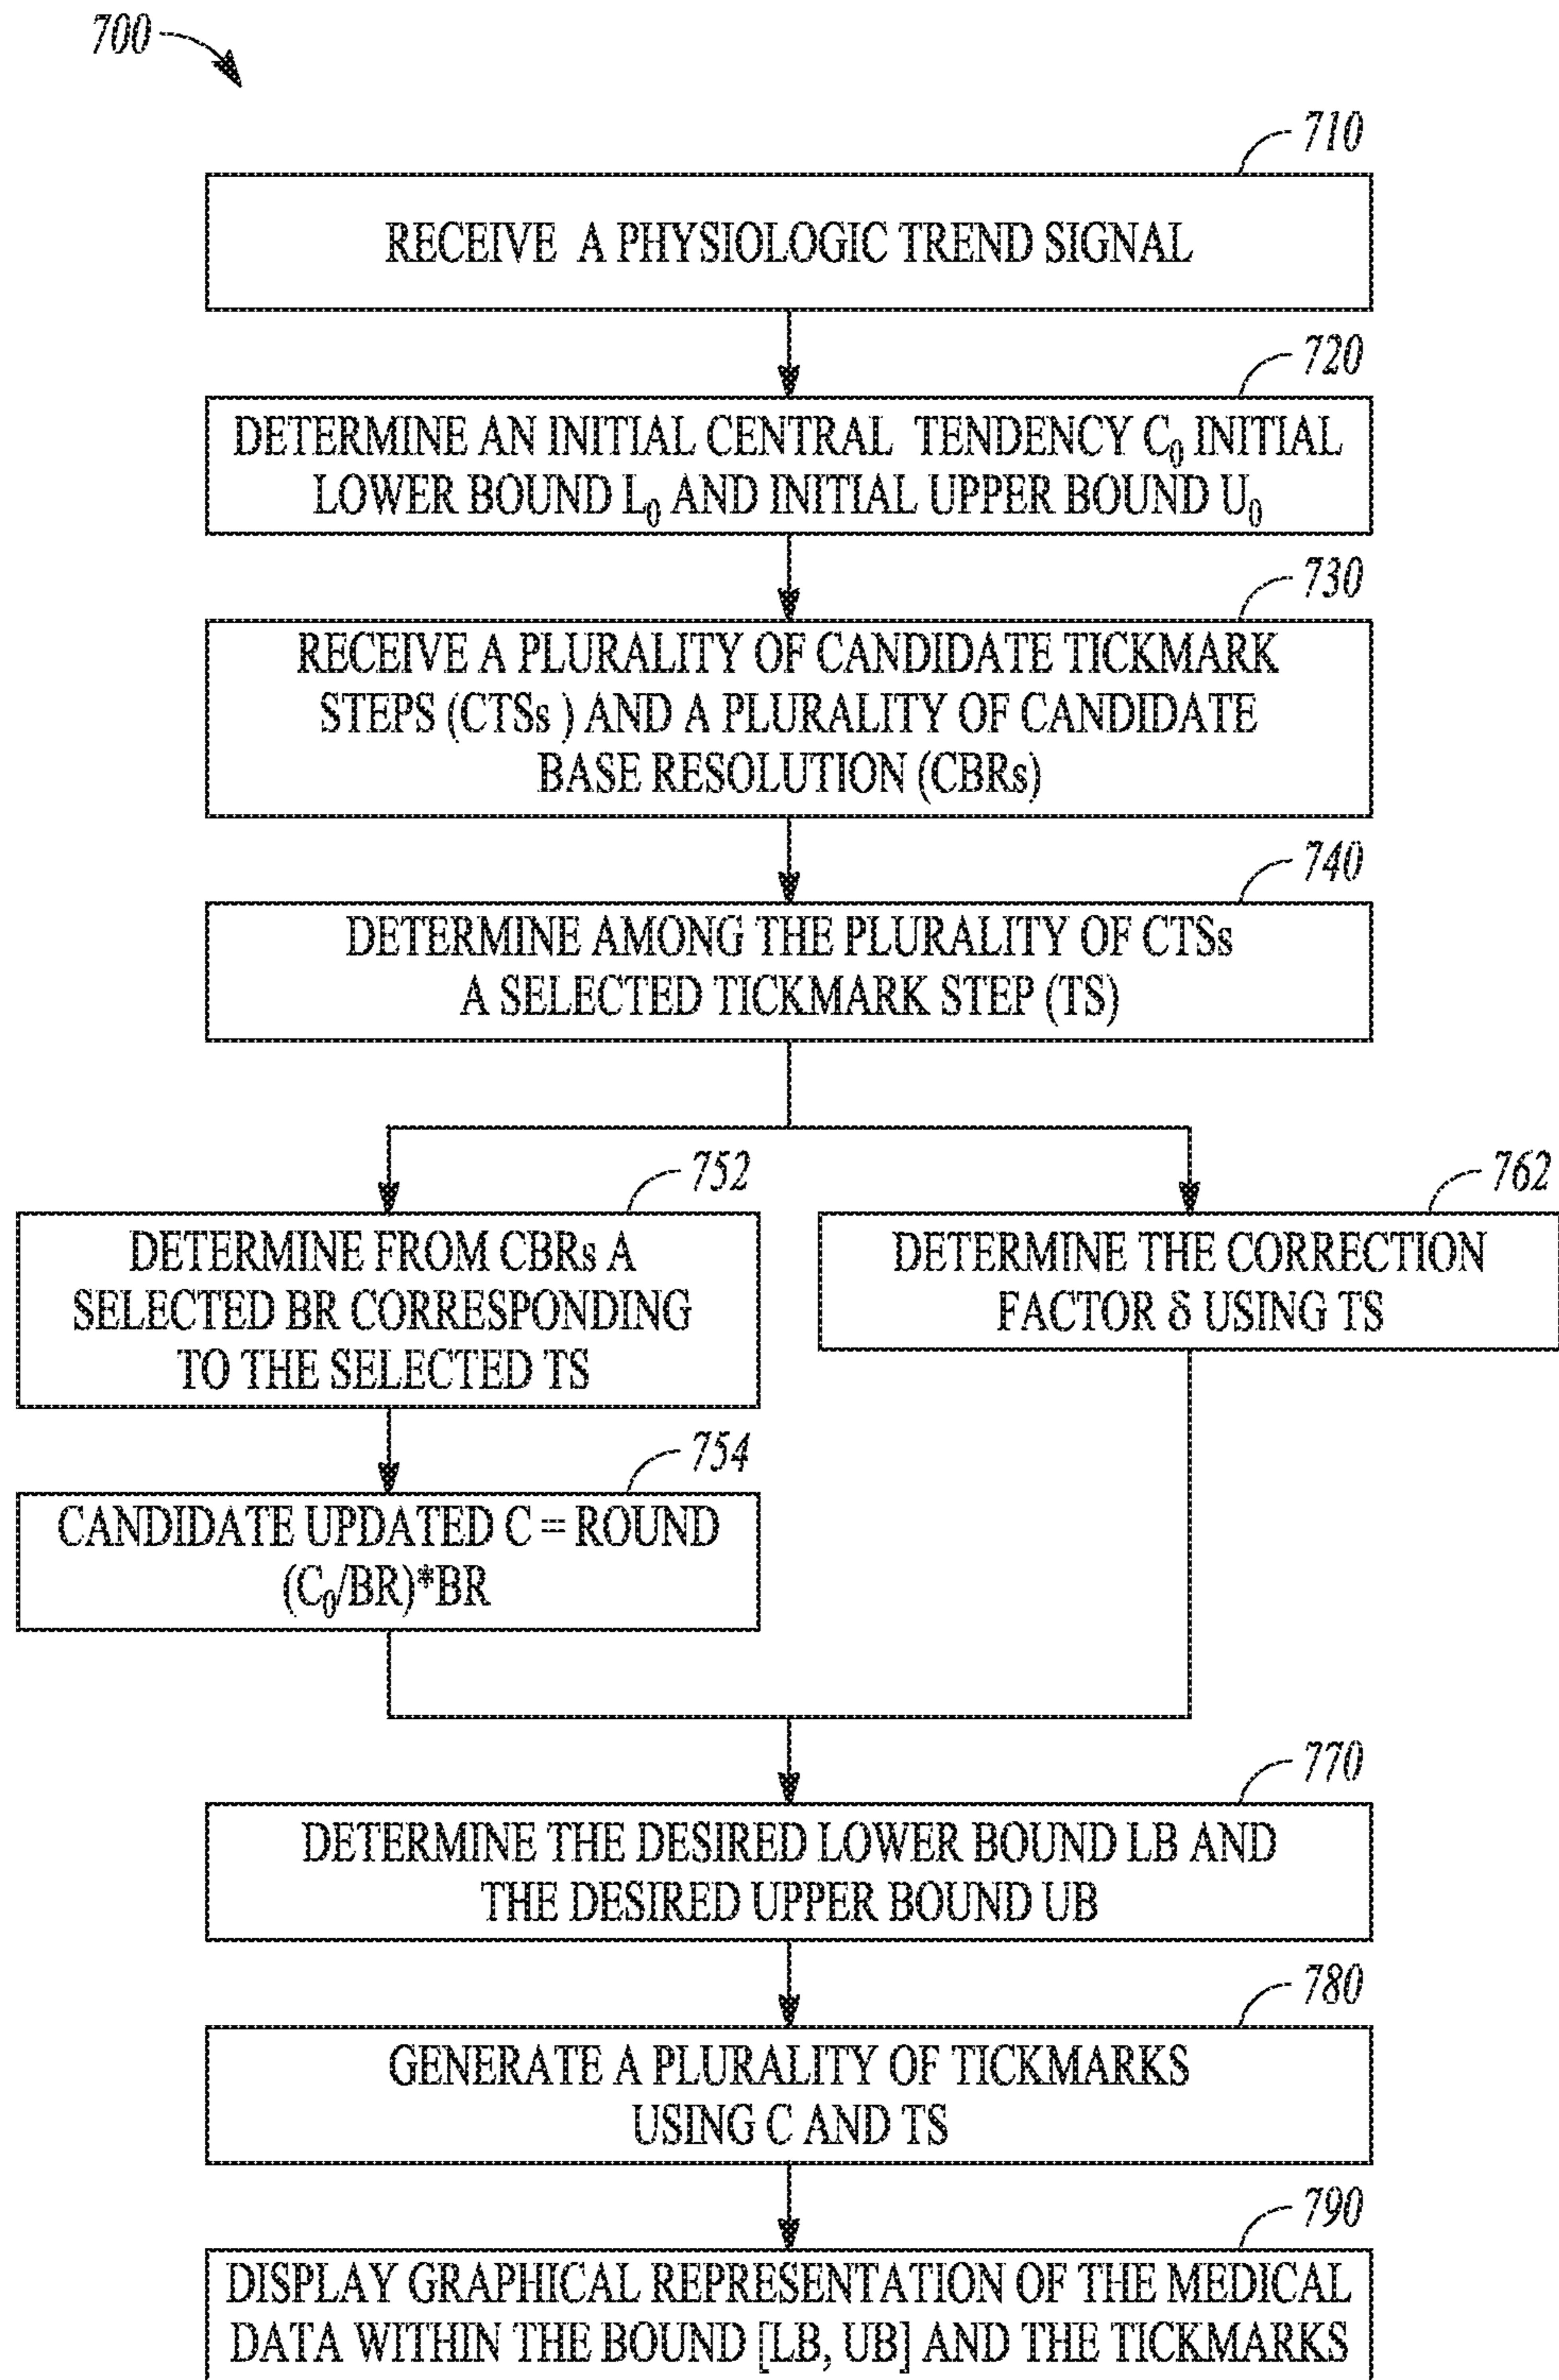 700
710
RECEIVE A PHYSIOLOGIC TREND SIGNAL
720
DETERMINE AN INITIAL CENTRAL TENDENCY C₀ INITIAL
LOWER BOUND L₀ AND INITIAL UPPER BOUND U₀
730
RECEIVE A PLURALITY OF CANDIDATE TICKMARK
STEPS (CTSs ) AND A PLURALITY OF CANDIDATE
BASE RESOLUTION (CBRs)
740
DETERMINE AMONG THE PLURALITY OF CTSs
A SELECTED TICKMARK STEP (TS)
752
DETERMINE FROM CBRs A
SELECTED BR CORRESPONDING
TO THE SELECTED TS
762
DETERMINE THE CORRECTION
FACTOR δ USING TS
754
CANDIDATE UPDATED C = ROUND
(C₀/BR)*BR
770
DETERMINE THE DESIRED LOWER BOUND LB AND
THE DESIRED UPPER BOUND UB
780
GENERATE A PLURALITY OF TICKMARKS
USING C AND TS
790
DISPLAY GRAPHICAL REPRESENTATION OF THE MEDICAL
DATA WITHIN THE BOUND [LB, UB] AND THE TICKMARKS